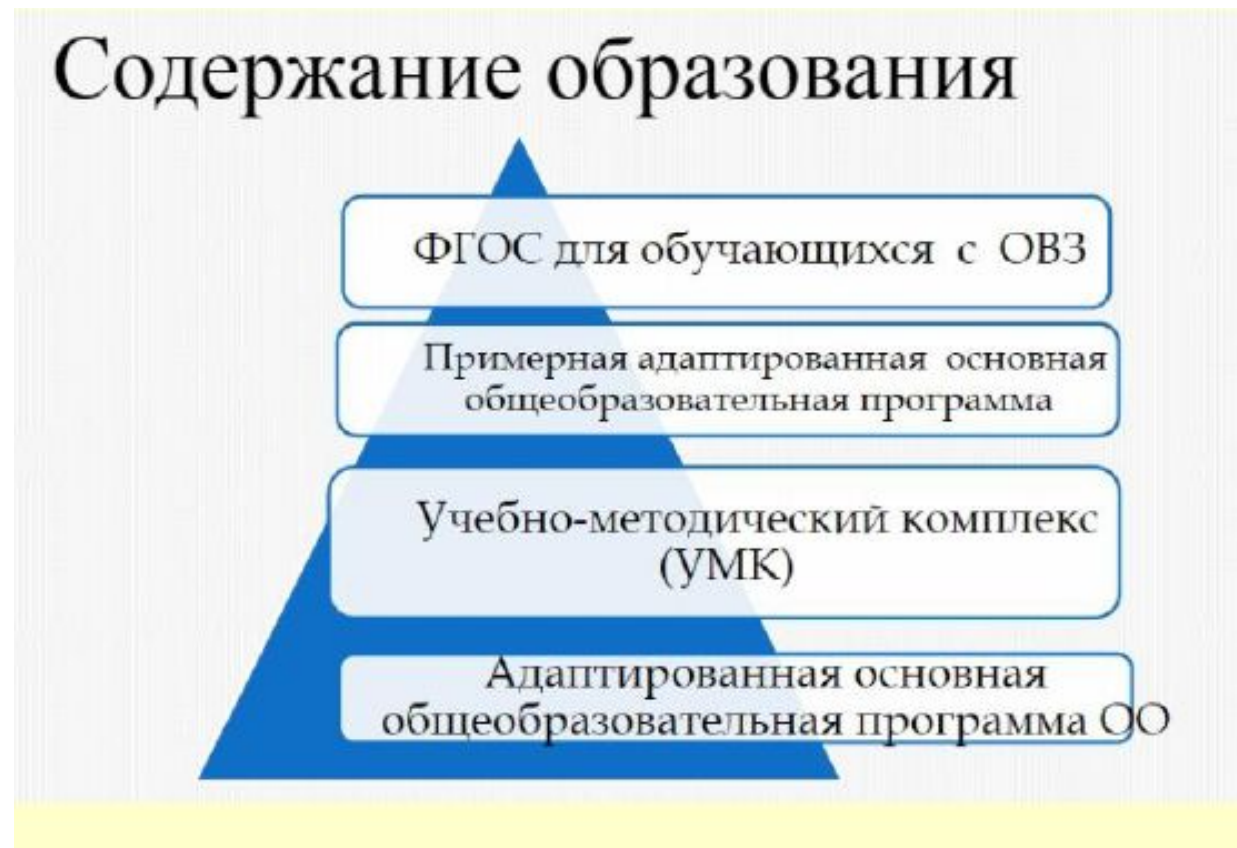 Содержание образования
ФГОС для обучающихся с ОВЗ
Примерная адаптированная основная
общеобразовательная программа
Учебно-методический комплекс
(УМК)
Адаптированная основная
общеобразовательная программа ОО